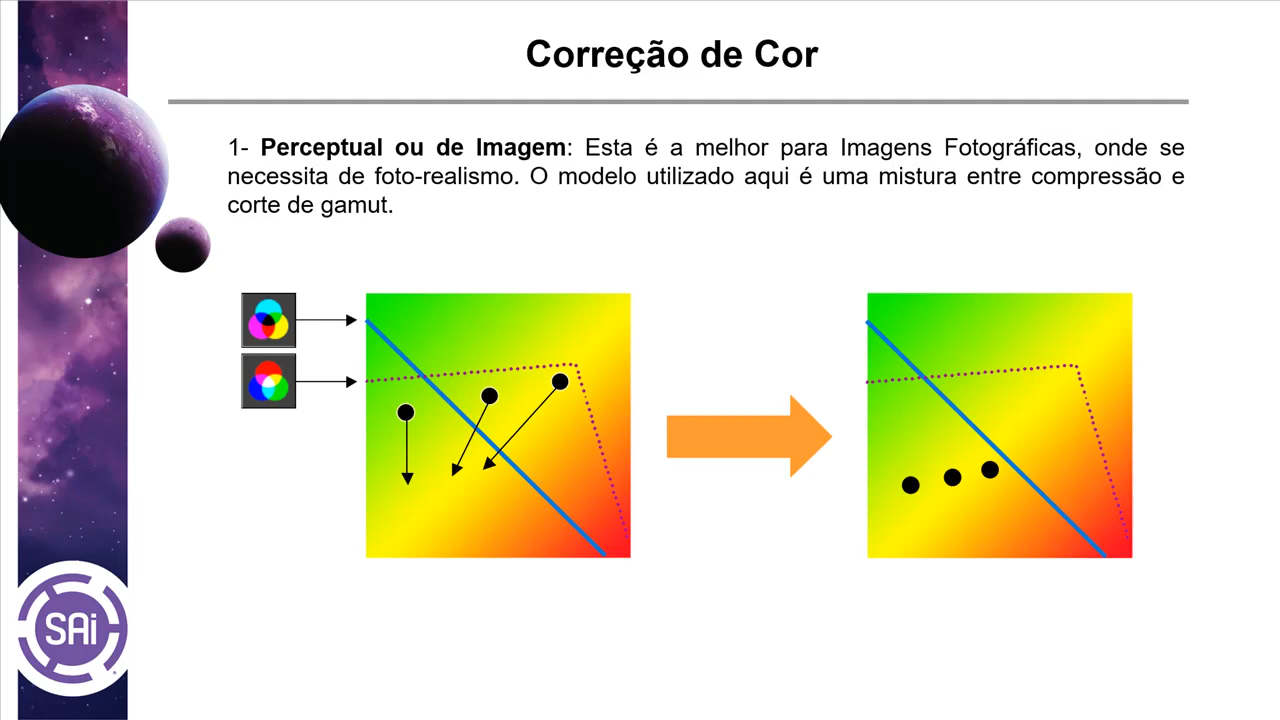 Correção de Cor
1- Perceptual ou de Imagem: Esta é a melhor para Imagens Fotográficas, onde se
necessita de foto-realismo. O modelo utilizado aqui é uma mistura entre compressão e
corte de gamut.
SAi